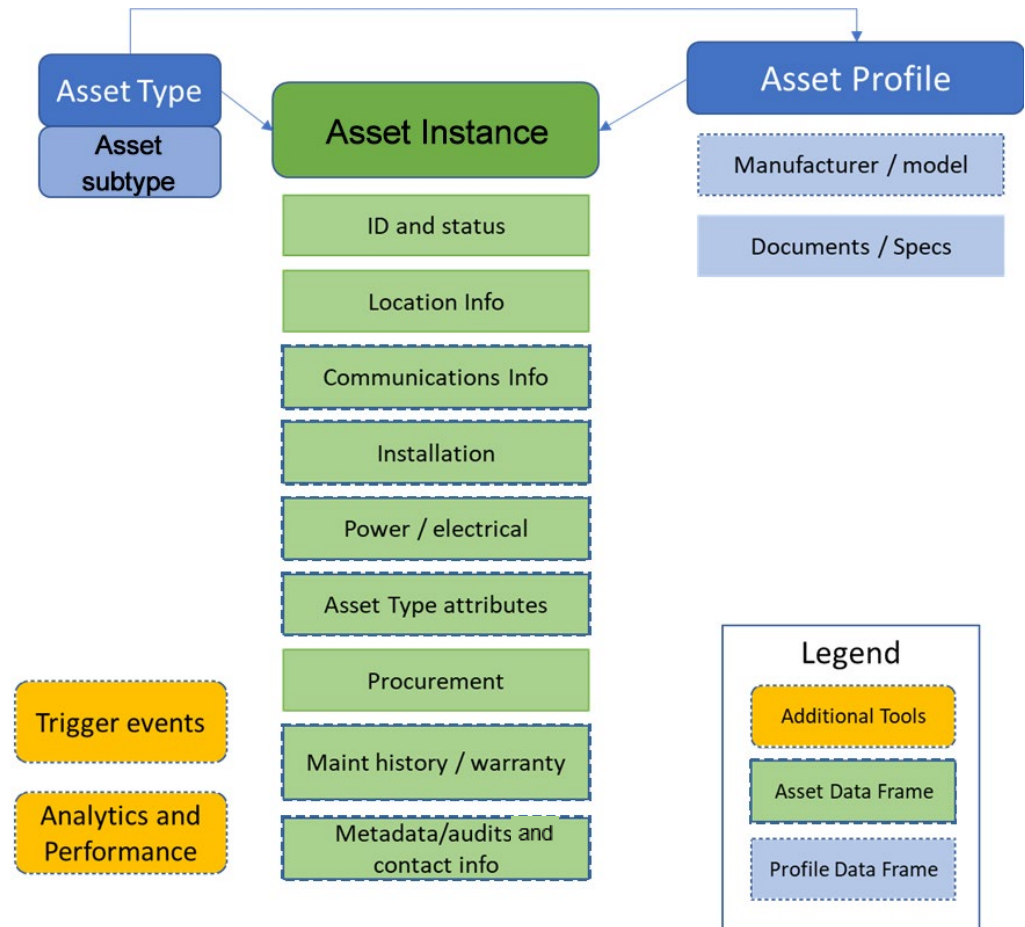 Asset Type
Asset
subtype
Asset Instance
Asset Profile
Manufacturer / model
Documents / Specs
ID and status
Location Info
Communications Info
Installation
Power / electrical
Asset Type attributes
Procurement
Maint history / warranty
Metadata/audits and
contact info
Trigger events
Analytics and
Performance
Legend
Additional Tools
Asset Data Frame
Profile Data Frame